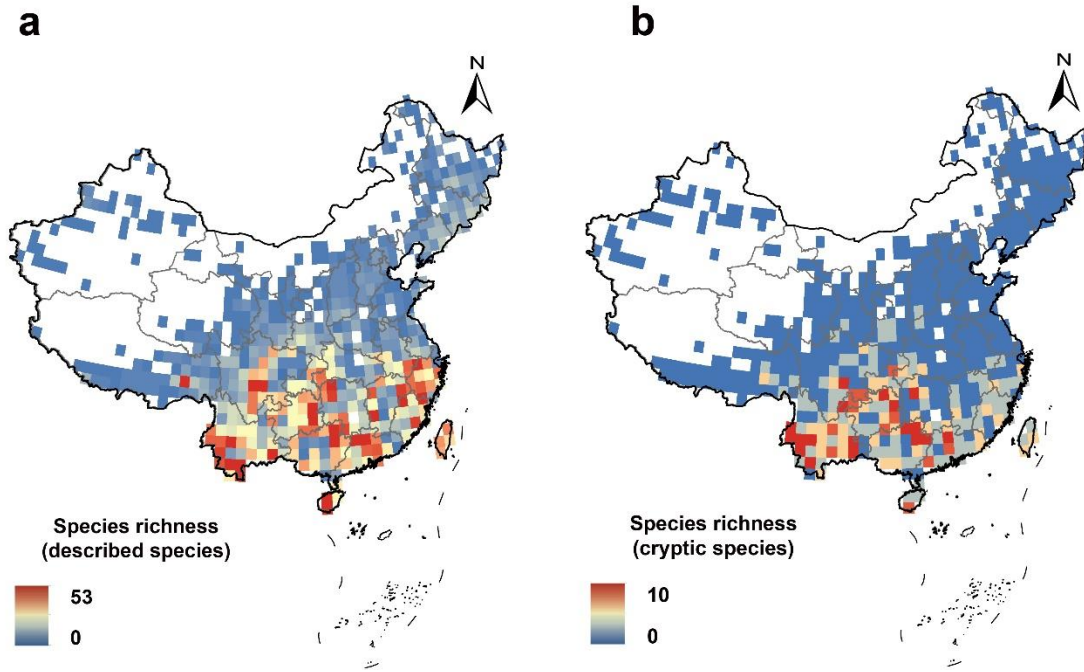 a
b
N
N
Species richness
(described species)
53
0
Species richness
(cryptic species)
10
0